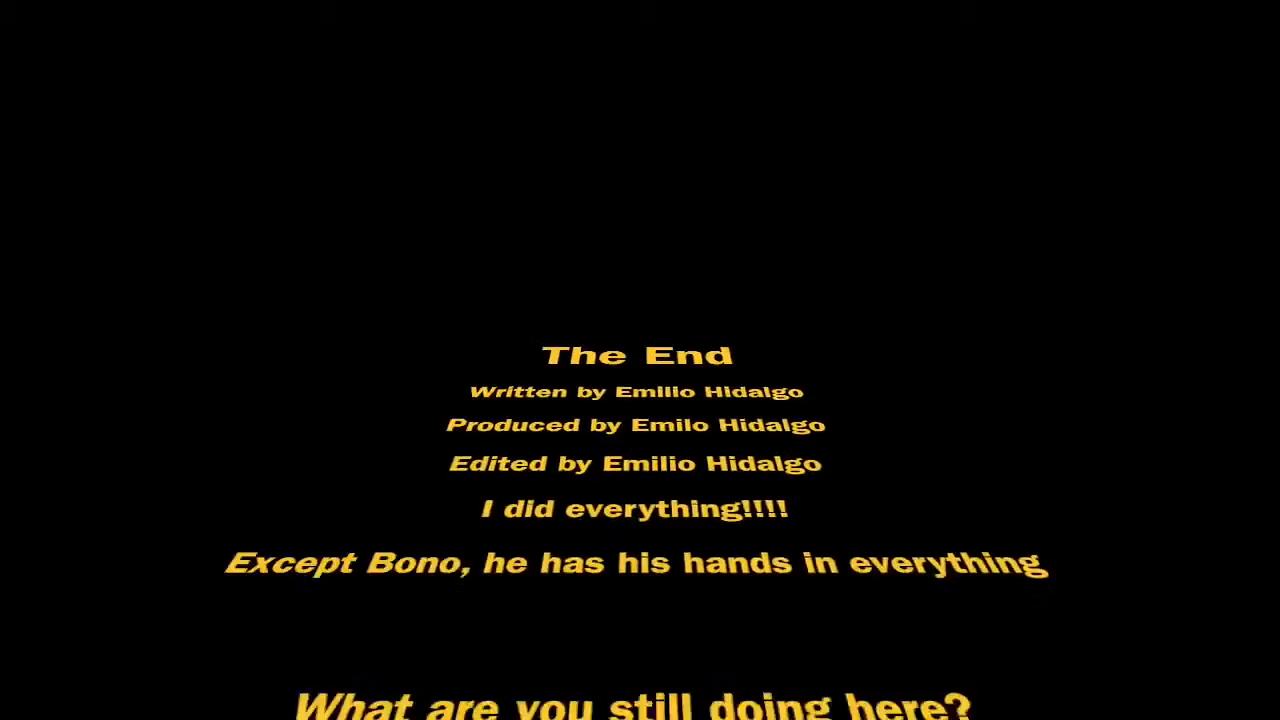 The End
Written by Emilio Hidalgo
Produced by Emilo Hidalgo
Edited by Emilio Hidalgo
I did everything!!!!
Except Bono, he has his hands in everything
What are you still doing here?